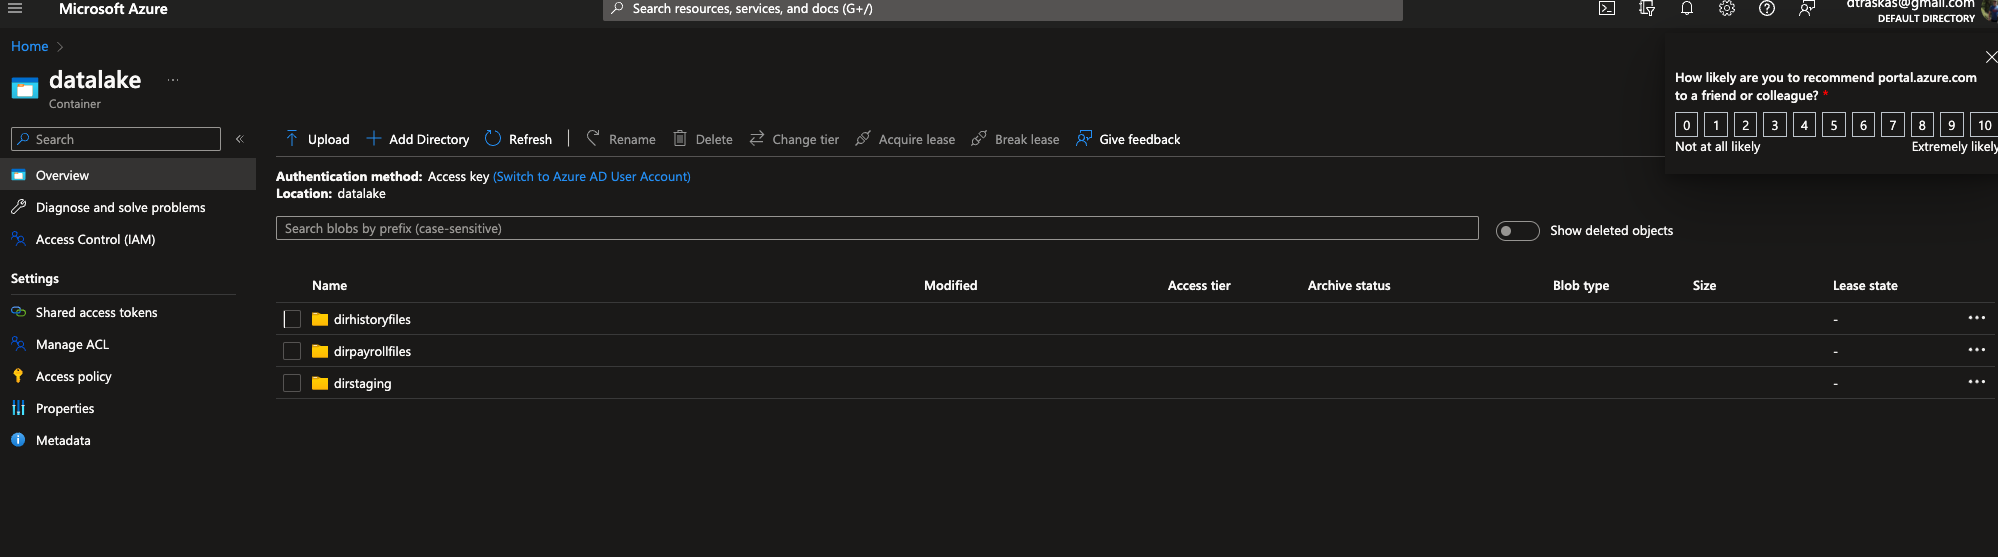 Microsoft Azure
Search resources, services, and docs (G+/)
dtraskas@gmail.com
DEFAULT DIRECTORY
Home
datalake
...
Container
How likely are you to recommend portal.azure.com
to a friend or colleague? *
0 1 2 3 4 5 6 7 8 9 10
Not at all likely Extremely likely
Search
Upload Add Directory Refresh Rename Delete Change tier Acquire lease Break lease Give feedback
Overview
Diagnose and solve problems
Access Control (IAM)
Settings
Shared access tokens
Manage ACL
Access policy
Properties
Metadata
Authentication method: Access key (Switch to Azure AD User Account)
Location: datalake
Search blobs by prefix (case-sensitive)
Show deleted objects
Name Modified Access tier Archive status Blob type Size Lease state
dirhistoryfiles - ...
dirpayrollfiles - ...
dirstaging - ...